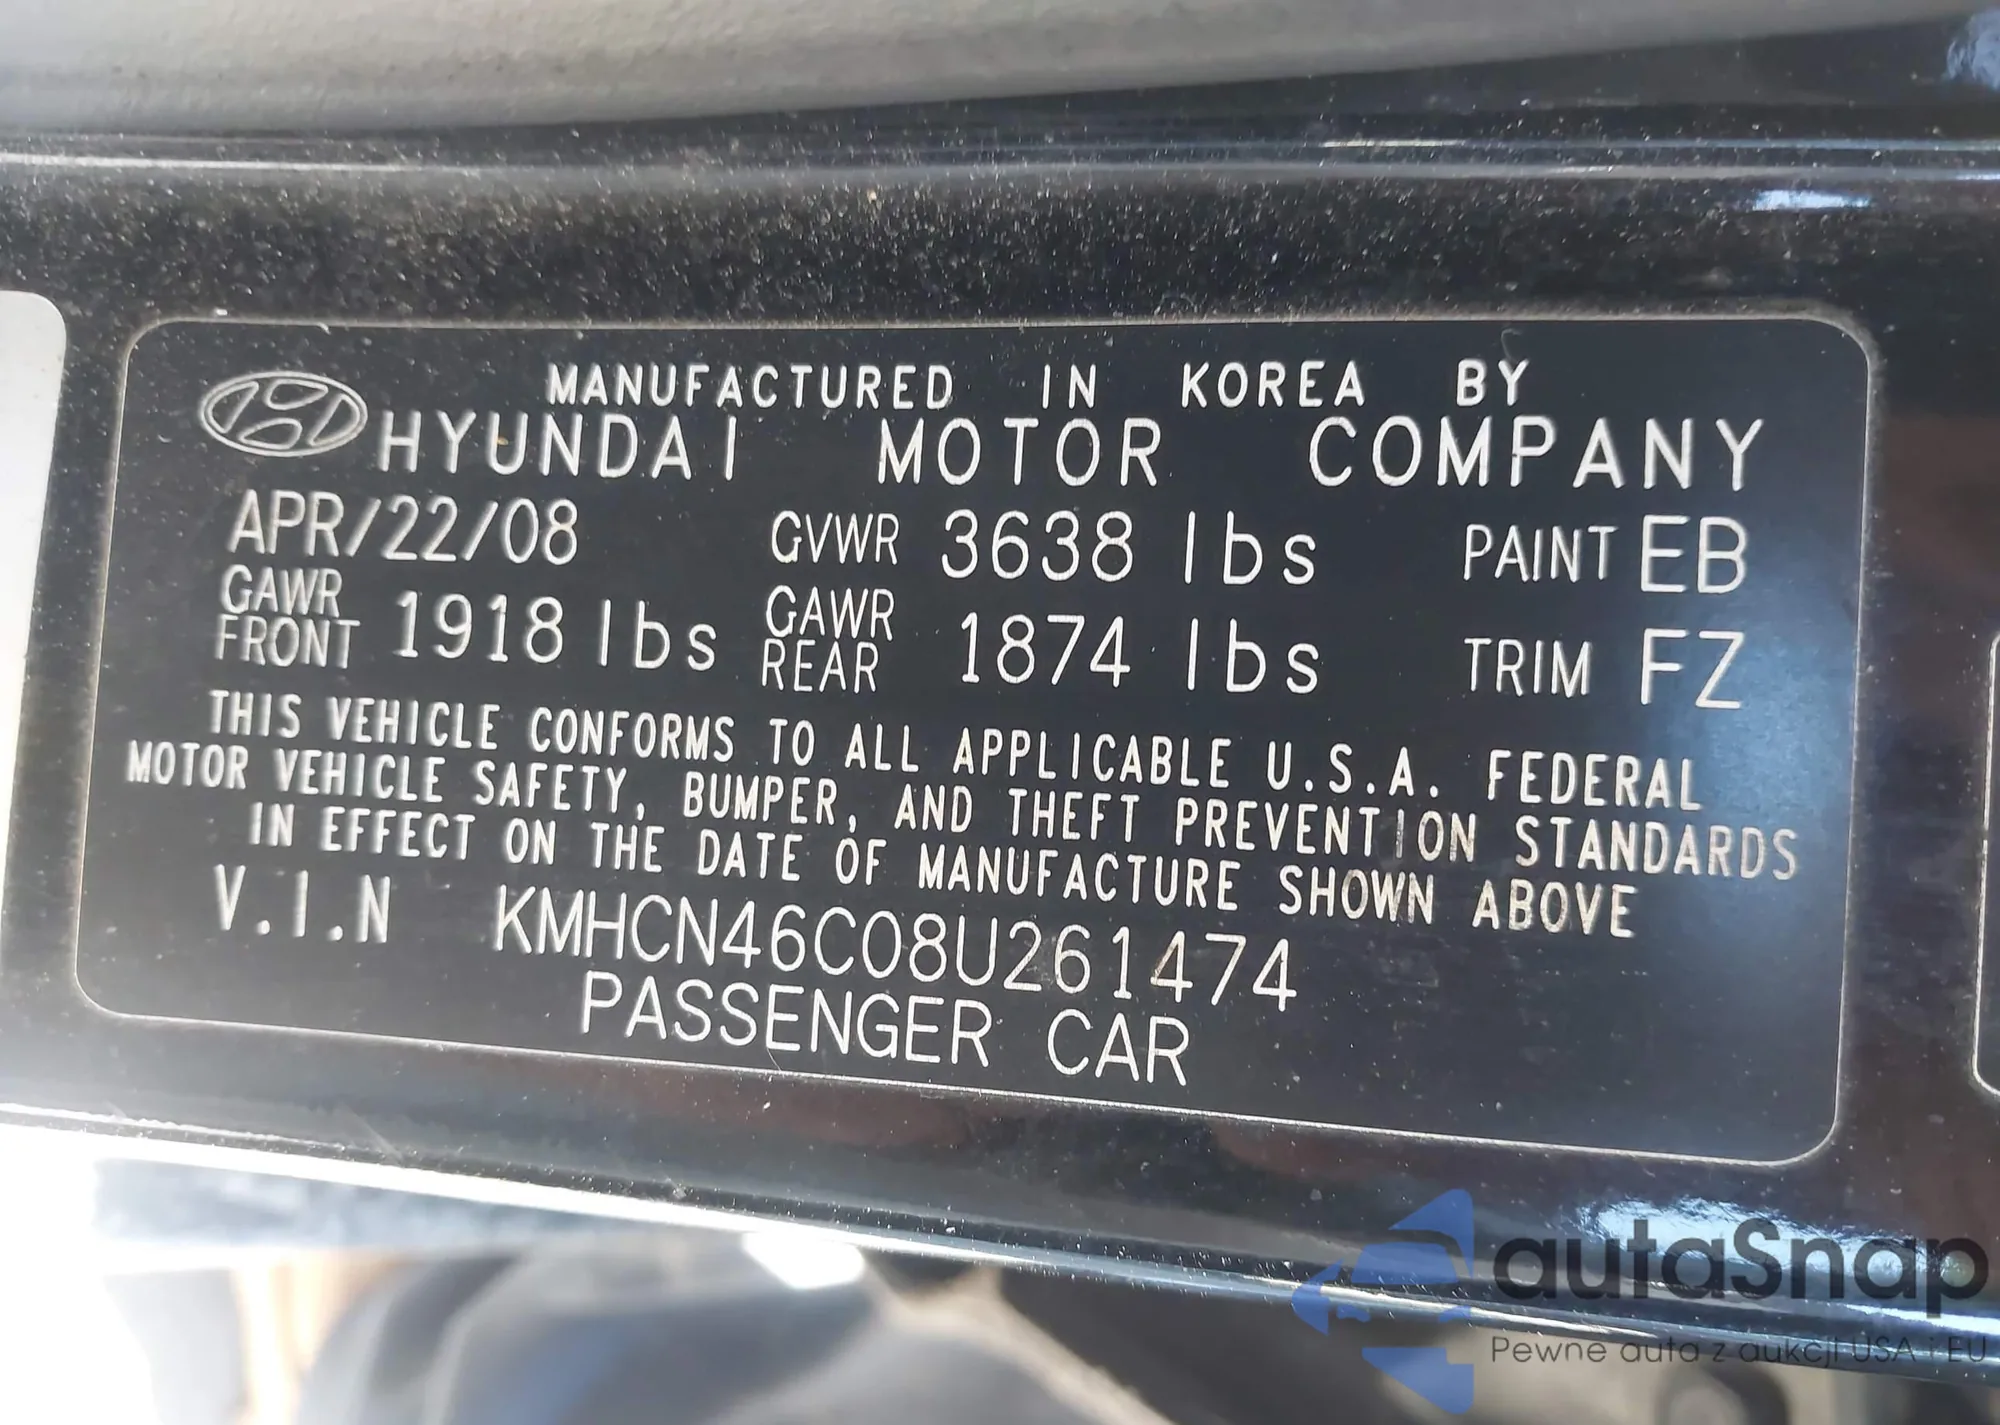 MANUFACTURED IN KOREA BY
HYUNDAI MOTOR COMPANY
APR/22/08 GVWR 3638 lbs PAINT EB
GAWR FRONT 1918 lbs GAWR REAR 1874 lbs TRIM FZ
THIS VEHICLE CONFORMS TO ALL APPLICABLE U.S.A. FEDERAL
MOTOR VEHICLE SAFETY, BUMPER, AND THEFT PREVENTION STANDARDS
IN EFFECT ON THE DATE OF MANUFACTURE SHOWN ABOVE
V.I.N KMHCN46C08U261474
PASSENGER CAR
autaSnap
Pewne auta z aukcji USA i EU